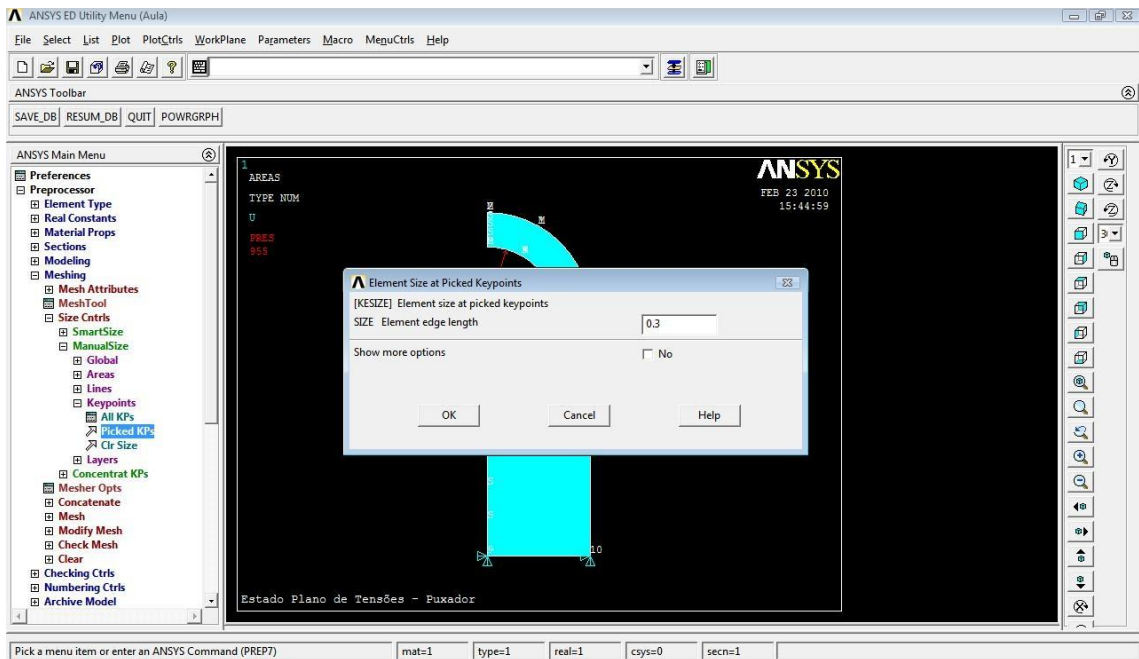 ANSYS ED Utility Menu (Aula)
File Select List Plot PlotCtrls WorkPlane Parameters Macro MenuCtrls Help
ANSYS Toolbar
SAVE_DB RESUM_DB QUIT POWRGRPH
ANSYS Main Menu
Preferences
Preprocessor
Element Type
Real Constants
Material Props
Sections
Modeling
Meshing
Mesh Attributes
MeshTool
Size Cntrls
SmartSize
ManualSize
Global
Areas
Lines
Keypoints
All KPs
Picked KPs
Clr Size
Layers
Concentrat KPs
Mesher Opts
Concatenate
Mesh
Modify Mesh
Check Mesh
Clear
Checking Ctrls
Numbering Ctrls
Archive Model
1
AREAS
TYPE NUM
U
PRES
955
ANSYS
FEB 23 2010
15:44:59
M
Element Size at Picked Keypoints
[KESIZE] Element size at picked keypoints
SIZE Element edge length
0.3
Show more options
No
OK Cancel Help
S
S
10
Estado Plano de Tensões - Puxador
1
Pick a menu item or enter an ANSYS Command (PREP7)
mat=1 type=1 real=1 csys=0 secn=1